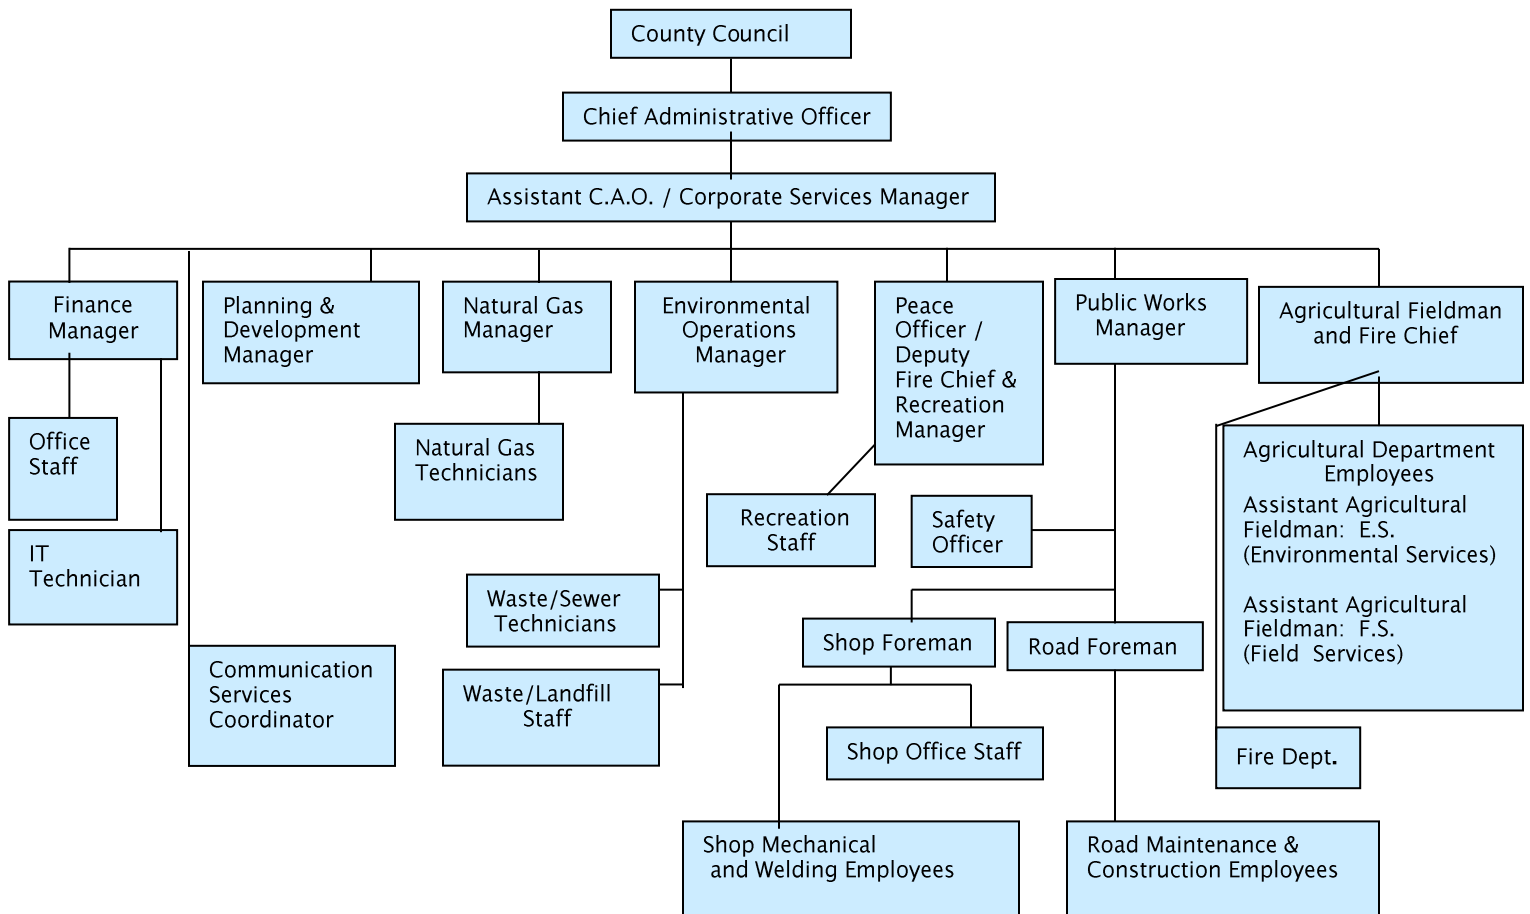 County Council
Chief Administrative Officer
Assistant C.A.O. / Corporate Services Manager
Finance
Manager
Planning &
Development
Manager
Natural Gas
Manager
Environmental
Operations
Manager
Peace
Officer /
Deputy
Fire Chief &
Recreation
Manager
Public Works
Manager
Agricultural Fieldman
and Fire Chief
Office
Staff
Natural Gas
Technicians
Agricultural Department
Employees
Assistant Agricultural
Fieldman: E.S.
(Environmental Services)
Assistant Agricultural
Fieldman: F.S.
(Field Services)
Recreation
Staff
Safety
Officer
IT
Technician
Waste/Sewer
Technicians
Shop Foreman
Road Foreman
Communication
Services
Coordinator
Waste/Landfill
Staff
Shop Office Staff
Fire Dept.
Shop Mechanical
and Welding Employees
Road Maintenance &
Construction Employees